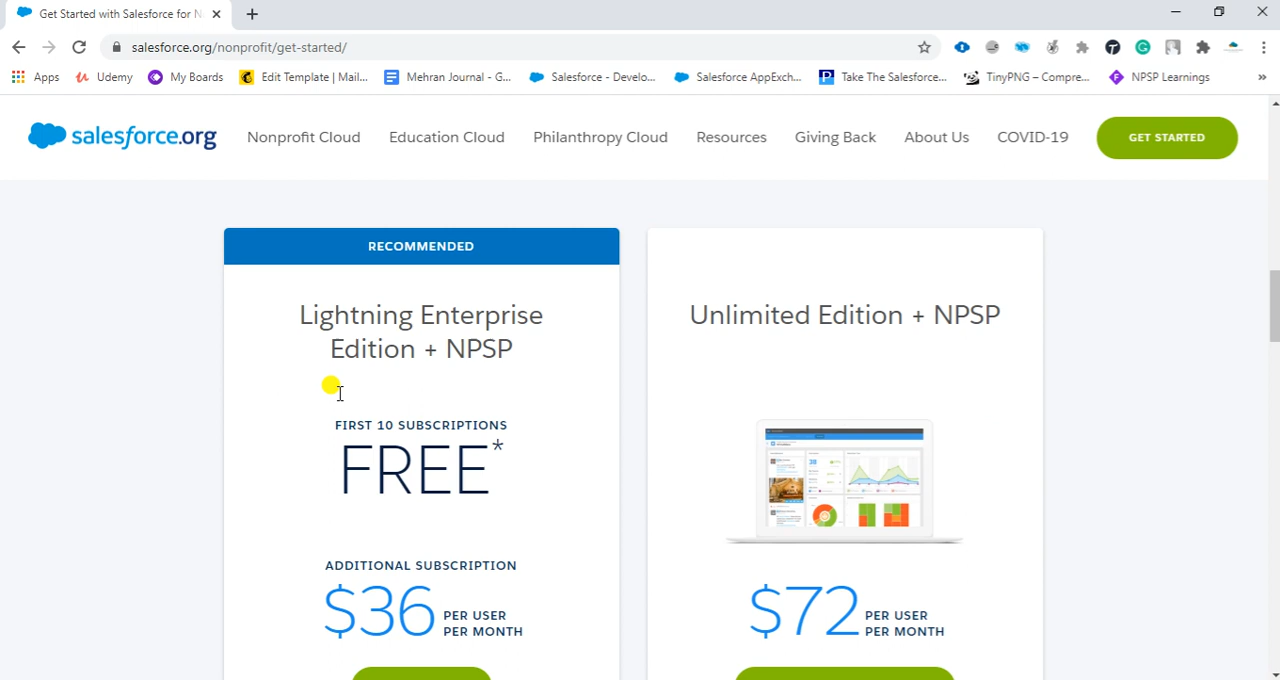 Get Started with Salesforce for N
salesforce.org/nonprofit/get-started/
Apps
Udemy
My Boards
Edit Template | Mail...
Mehran Journal - G...
Salesforce - Develo...
Salesforce AppExch...
Take The Salesforce...
TinyPNG – Compre...
NPSP Learnings
salesforce.org
Nonprofit Cloud
Education Cloud
Philanthropy Cloud
Resources
Giving Back
About Us
COVID-19
GET STARTED
RECOMMENDED
Lightning Enterprise
Edition + NPSP
FIRST 10 SUBSCRIPTIONS
FREE*
ADDITIONAL SUBSCRIPTION
$36 PER USER
PER MONTH
Unlimited Edition + NPSP
$72 PER USER
PER MONTH